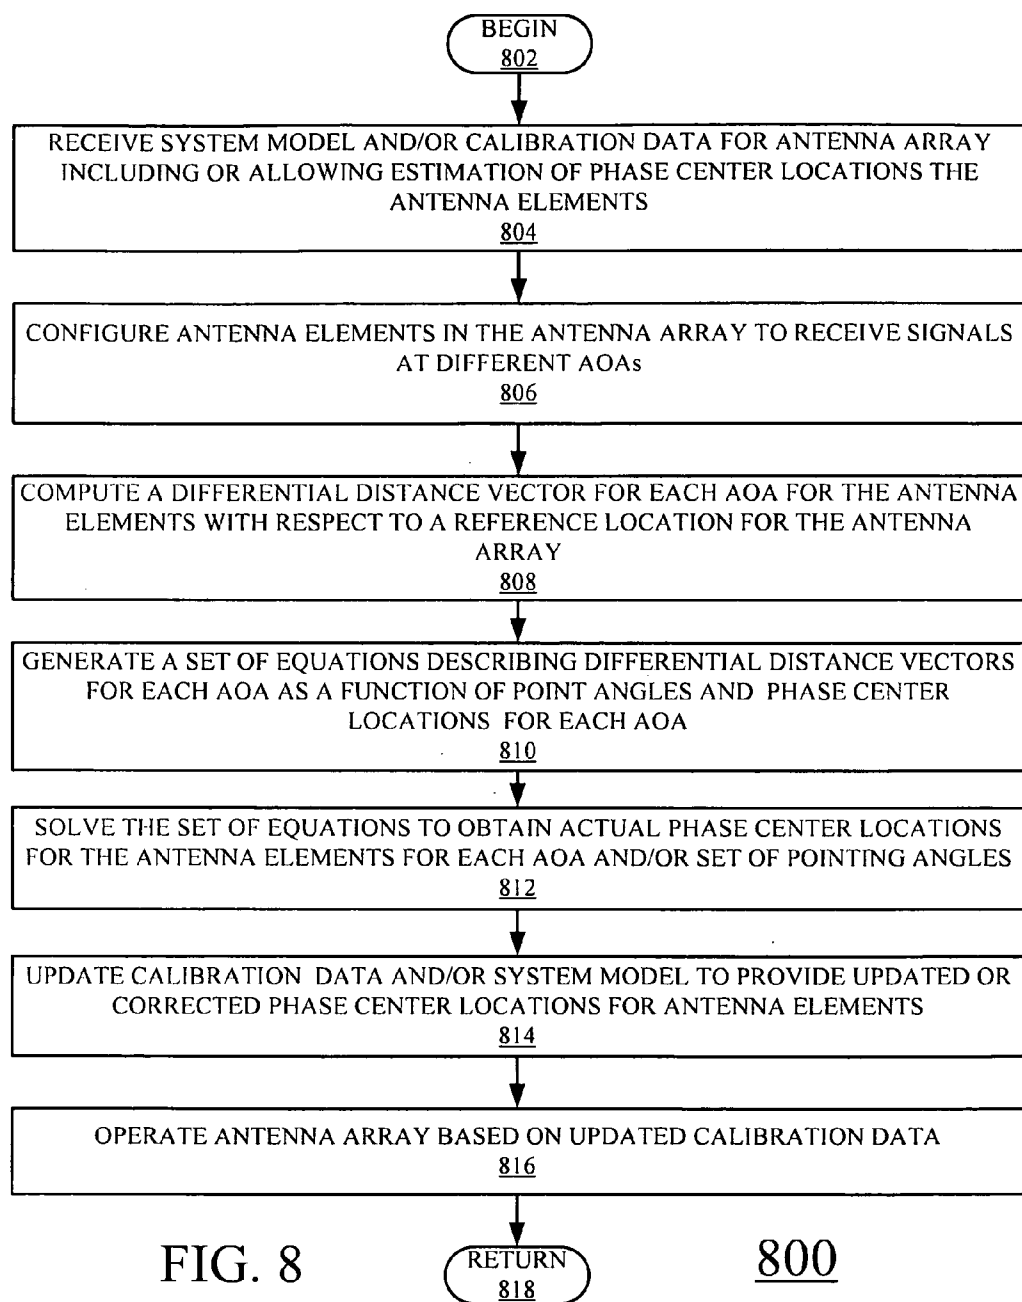 BEGIN
802
RECEIVE SYSTEM MODEL AND/OR CALIBRATION DATA FOR ANTENNA ARRAY
INCLUDING OR ALLOWING ESTIMATION OF PHASE CENTER LOCATIONS THE
ANTENNA ELEMENTS
804
CONFIGURE ANTENNA ELEMENTS IN THE ANTENNA ARRAY TO RECEIVE SIGNALS
AT DIFFERENT AOAs
806
COMPUTE A DIFFERENTIAL DISTANCE VECTOR FOR EACH AOA FOR THE ANTENNA
ELEMENTS WITH RESPECT TO A REFERENCE LOCATION FOR THE ANTENNA
ARRAY
808
GENERATE A SET OF EQUATIONS DESCRIBING DIFFERENTIAL DISTANCE VECTORS
FOR EACH AOA AS A FUNCTION OF POINT ANGLES AND PHASE CENTER
LOCATIONS FOR EACH AOA
810
SOLVE THE SET OF EQUATIONS TO OBTAIN ACTUAL PHASE CENTER LOCATIONS
FOR THE ANTENNA ELEMENTS FOR EACH AOA AND/OR SET OF POINTING ANGLES
812
UPDATE CALIBRATION DATA AND/OR SYSTEM MODEL TO PROVIDE UPDATED OR
CORRECTED PHASE CENTER LOCATIONS FOR ANTENNA ELEMENTS
814
OPERATE ANTENNA ARRAY BASED ON UPDATED CALIBRATION DATA
816
RETURN
818
FIG. 8
800